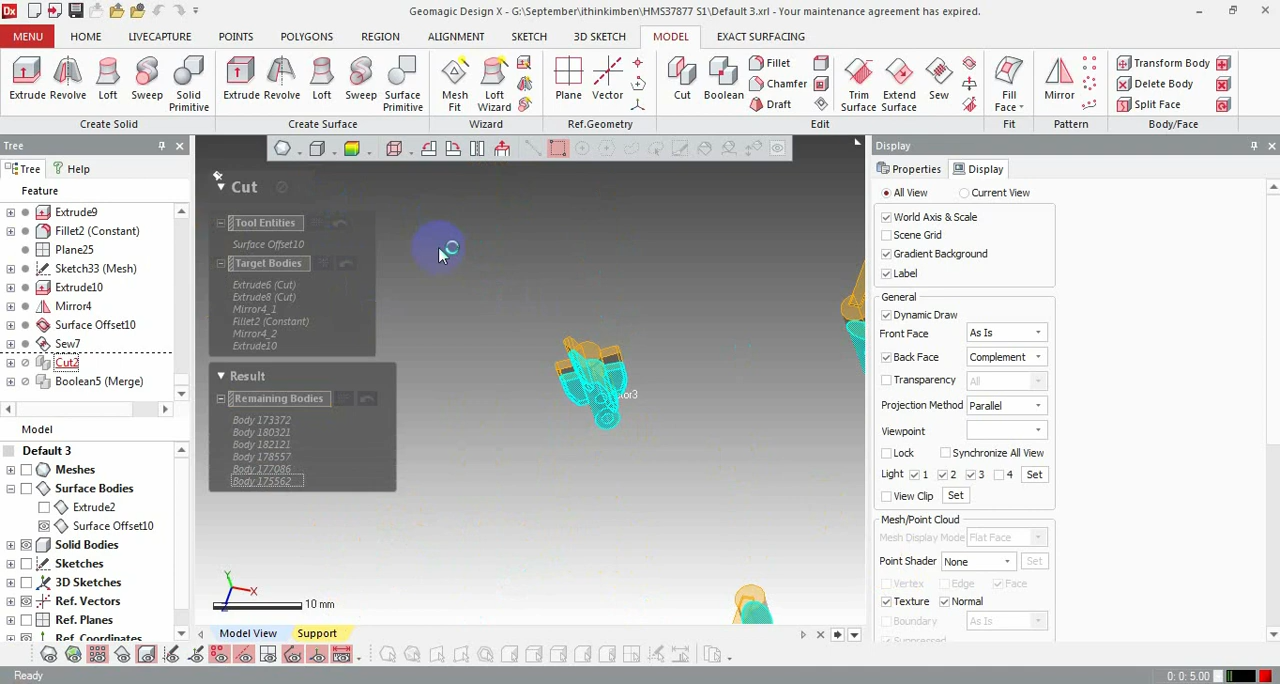 Dx
Geomagic Design X - G:\September\ithinkimben\HMS37877 S1\Default 3.xrl - Your maintenance agreement has expired.
MENU HOME LIVECAPTURE POINTS POLYGONS REGION ALIGNMENT SKETCH 3D SKETCH MODEL EXACT SURFACING
Extrude Revolve Loft Sweep Solid Primitive
Create Solid
Extrude Revolve Loft Sweep Surface Primitive
Create Surface
Mesh Fit Loft Wizard
Wizard
Plane Vector
Ref.Geometry
Cut Boolean Fillet Chamfer Draft Trim Surface Extend Surface Sew
Edit
Fill Face
Fit
Mirror
Pattern
Transform Body
Delete Body
Split Face
Body/Face
Tree
Tree Help
Feature
Extrude9
Fillet2 (Constant)
Plane25
Sketch33 (Mesh)
Extrude10
Mirror4
Surface Offset10
Sew7
Cut2
Boolean5 (Merge)
Model
Default 3
Meshes
Surface Bodies
Extrude2
Surface Offset10
Solid Bodies
Sketches
3D Sketches
Ref. Vectors
Ref. Planes
Ref. Coordinates
Cut
Tool Entities
Surface Offset10
Target Bodies
Extrude6 (Cut)
Extrude8 (Cut)
Mirror4_1
Fillet2 (Constant)
Mirror4_2
Extrude10
Result
Remaining Bodies
Body 173372
Body 180321
Body 182121
Body 178557
Body 177086
Body 175562
Y
X
10 mm
Model View Support
Display
Properties Display
All View Current View
World Axis & Scale
Scene Grid
Gradient Background
Label
General
Dynamic Draw
Front Face As Is
Back Face Complement
Transparency All
Projection Method Parallel
Viewpoint
Lock Synchronize All View
Light 1 2 3 4 Set
View Clip Set
Mesh/Point Cloud
Mesh Display Mode Flat Face
Point Shader None Set
Vertex Edge Face
Texture Normal
Boundary As Is
Ready
0: 0: 5.00